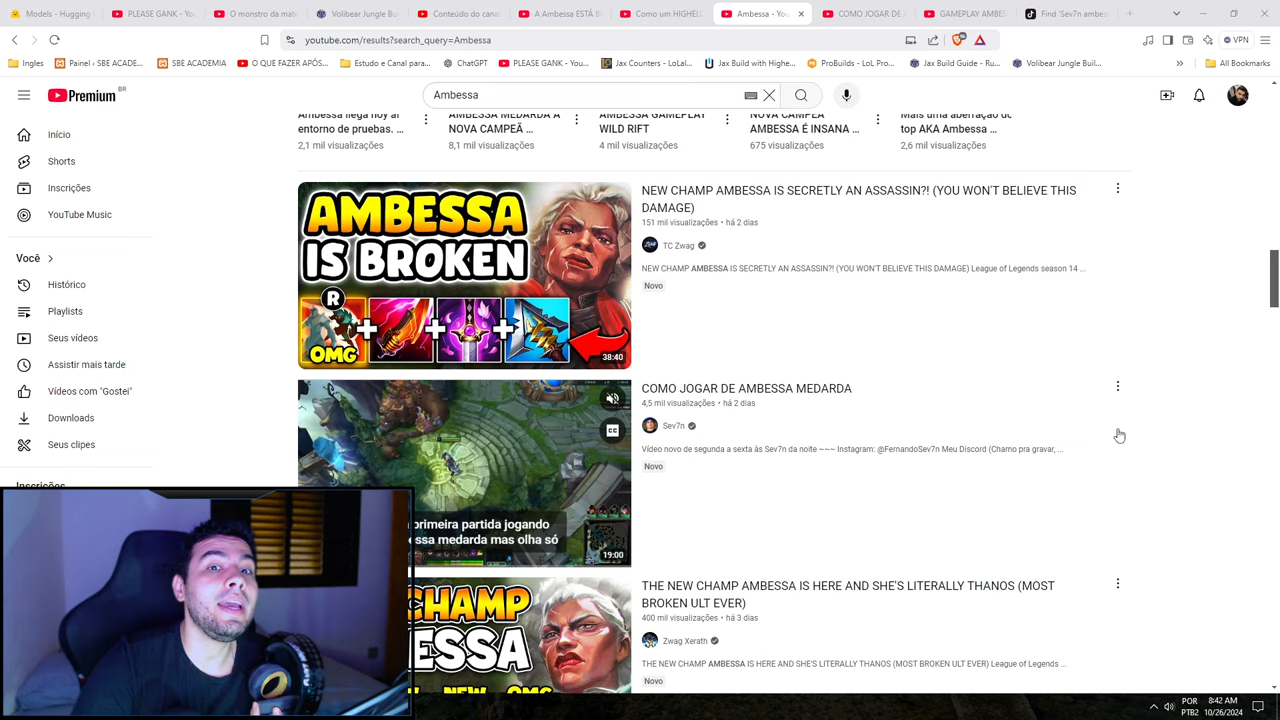 Models - Hugging
PLEASE GANK - You
O monstro da mato
Volibear Jungle Bui
Conteúdo do canal
A Ambessa ESTÁ B
Como um HIGHELO
Ambessa - You
COMO JOGAR DE A
GAMEPLAY AMBES
Find 'Sev7n ambes
youtube.com/results?search_query=Ambessa
VPN
Ingles
Painel ‹ SBE ACADE...
SBE ACADEMIA
O QUE FAZER APÓS...
Estudo e Canal para...
ChatGPT
PLEASE GANK - You...
Jax Counters - LoLal...
Jax Build with Highe...
ProBuilds - LoL Pro...
Jax Build Guide - Ru...
Volibear Jungle Buil...
All Bookmarks
Premium BR
Ambessa
Início
Shorts
Inscrições
YouTube Music
Você
Histórico
Playlists
Seus vídeos
Assistir mais tarde
Vídeos com "Gostei"
Downloads
Seus clipes
Inscrições
Ambessa llega hoy al
entorno de pruebas. ...
2,1 mil visualizações
AMBESSA MEDARDA A
NOVA CAMPEÃ ...
8,1 mil visualizações
AMBESSA GAMEPLAY
WILD RIFT
4 mil visualizações
NOVA CAMPEÃ
AMBESSA É INSANA ...
675 visualizações
Mais uma aberração do
top AKA Ambessa ...
2,6 mil visualizações
AMBESSA
IS BROKEN
R
OMG
38:40
NEW CHAMP AMBESSA IS SECRETLY AN ASSASSIN?! (YOU WON'T BELIEVE THIS
DAMAGE)
151 mil visualizações • há 2 dias
TC Zwag
NEW CHAMP AMBESSA IS SECRETLY AN ASSASSIN?! (YOU WON'T BELIEVE THIS DAMAGE) League of Legends season 14 ...
Novo
CC
primeira partida jogando
essa medarda mas olha só
19:00
COMO JOGAR DE AMBESSA MEDARDA
4,5 mil visualizações • há 2 dias
Sev7n
Vídeo novo de segunda a sexta às Sev7n da noite ~~~ Instagram: @FernandoSev7n Meu Discord (Chamo pra gravar, ...
Novo
CHAMP
ESSA
NEW
OMG
THE NEW CHAMP AMBESSA IS HERE AND SHE'S LITERALLY THANOS (MOST
BROKEN ULT EVER)
400 mil visualizações • há 3 dias
Zwag Xerath
THE NEW CHAMP AMBESSA IS HERE AND SHE'S LITERALLY THANOS (MOST BROKEN ULT EVER) League of Legends ...
Novo
POR
PTB2
8:42 AM
10/26/2024